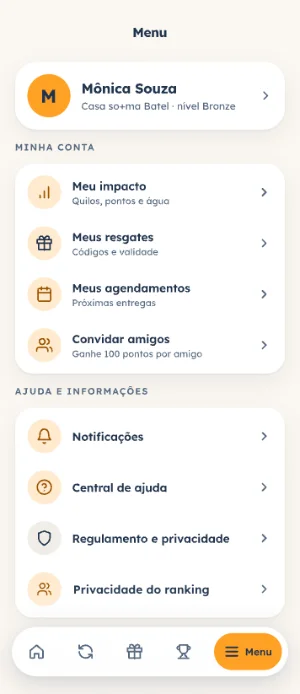 Menu
M
Mônica Souza
Casa so+ma Batel · nível Bronze
MINHA CONTA
Meu impacto
Quilos, pontos e água
Meus resgates
Códigos e validade
Meus agendamentos
Próximas entregas
Convidar amigos
Ganhe 100 pontos por amigo
AJUDA E INFORMAÇÕES
Notificações
Central de ajuda
Regulamento e privacidade
Privacidade do ranking
Menu